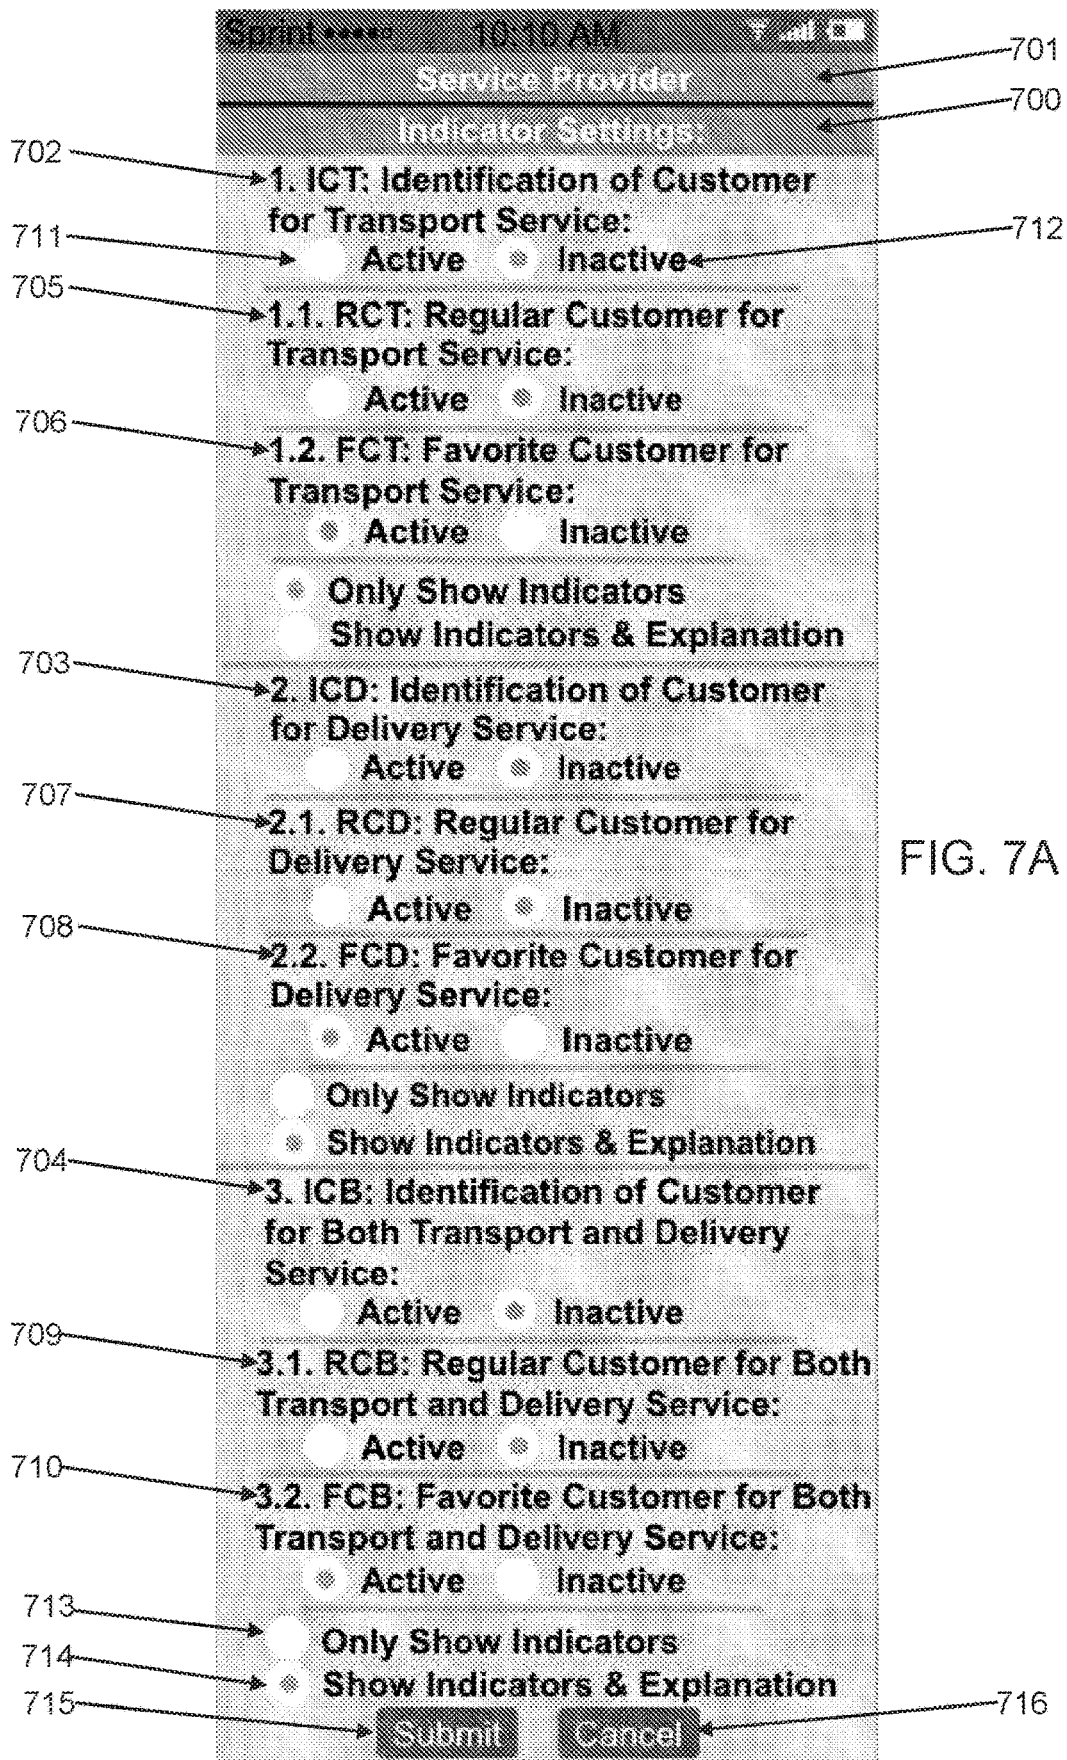 Sprint 10:10 AM
Service Provider
701
Indicator Settings:
700
702
1. ICT: Identification of Customer
for Transport Service:
711
Active Inactive
712
705
1.1. RCT: Regular Customer for
Transport Service:
Active Inactive
706
1.2. FCT: Favorite Customer for
Transport Service:
Active Inactive
Only Show Indicators
Show Indicators & Explanation
703
2. ICD: Identification of Customer
for Delivery Service:
Active Inactive
707
2.1. RCD: Regular Customer for
Delivery Service:
FIG. 7A
Active Inactive
708
2.2. FCD: Favorite Customer for
Delivery Service:
Active Inactive
Only Show Indicators
Show Indicators & Explanation
704
3. ICB: Identification of Customer
for Both Transport and Delivery
Service:
Active Inactive
709
3.1. RCB: Regular Customer for Both
Transport and Delivery Service:
Active Inactive
710
3.2. FCB: Favorite Customer for Both
Transport and Delivery Service:
Active Inactive
713
Only Show Indicators
714
Show Indicators & Explanation
715
Submit Cancel
716